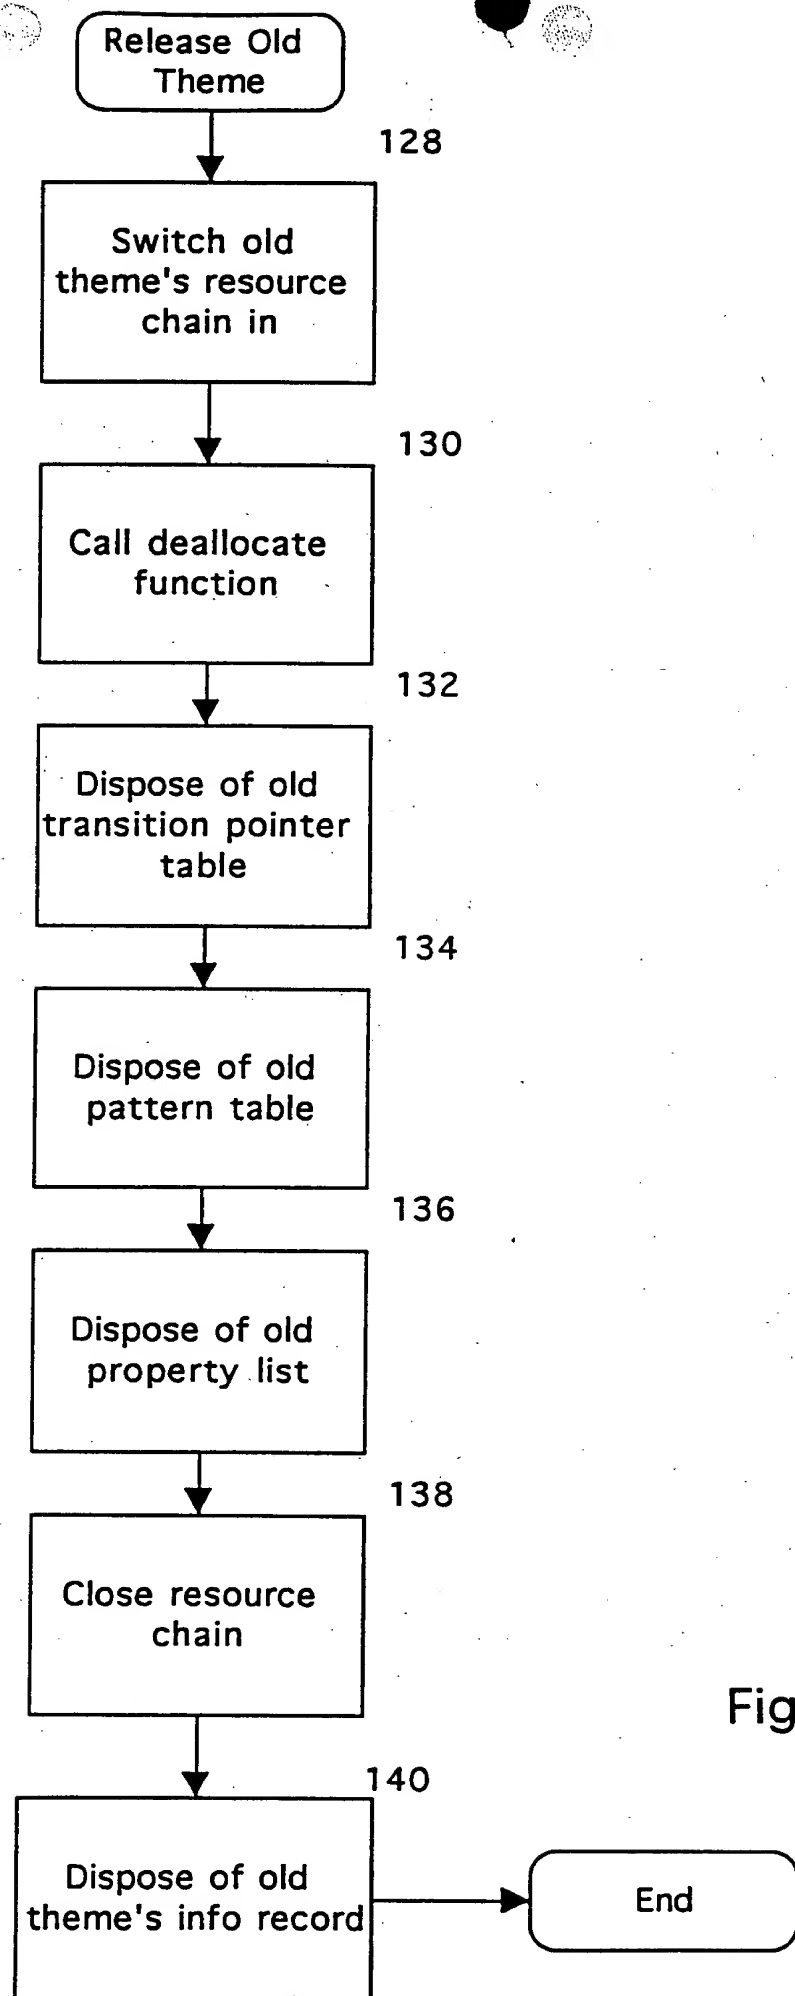 Release Old
Theme
128
Switch old
theme's resource
chain in
130
Call deallocate
function
132
Dispose of old
transition pointer
table
134
Dispose of old
pattern table
136
Dispose of old
property list
138
Close resource
chain
Fig
140
Dispose of old
theme's info record
End